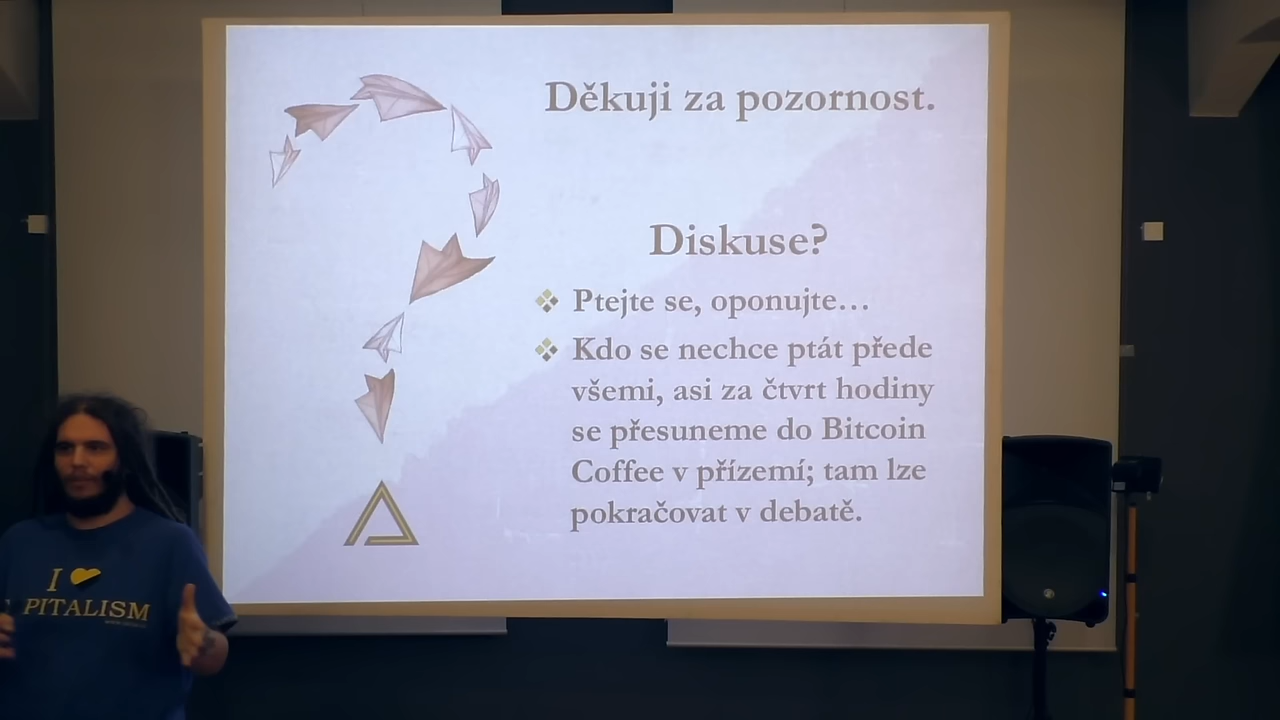 Děkuji za pozornost.
Diskuse?
Ptejte se, oponujte…
Kdo se nechce ptát přede
všemi, asi za čtvrt hodiny
se přesuneme do Bitcoin
Coffee v přízemí; tam lze
pokračovat v debatě.
I
PITALISM